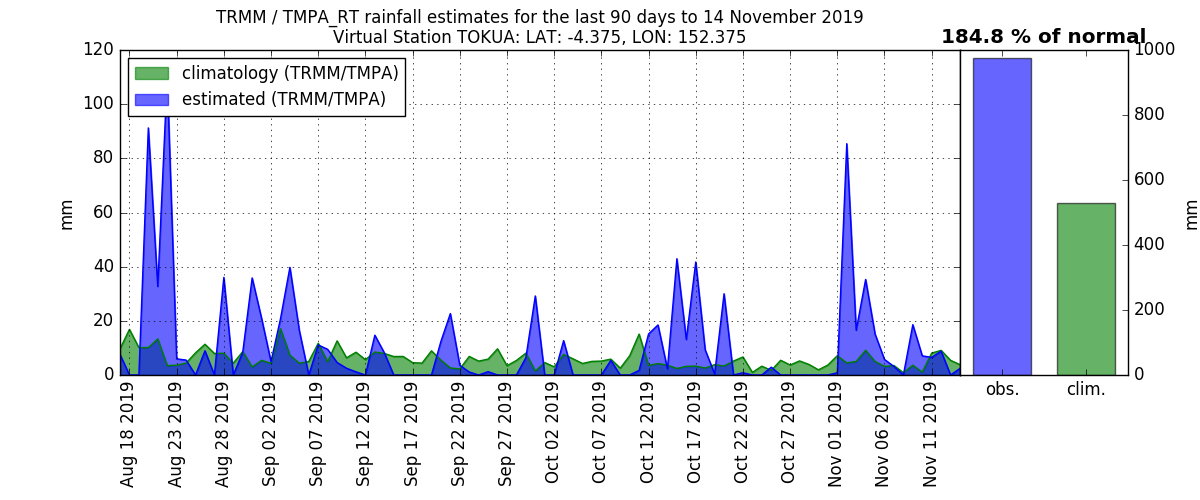 TRMM / TMPA_RT rainfall estimates for the last 90 days to 14 November 2019
Virtual Station TOKUA: LAT: -4.375, LON: 152.375
184.8 % of normal
climatology (TRMM/TMPA)
estimated (TRMM/TMPA)
120
100
80
60
40
20
0
mm
Aug 18 2019
Aug 23 2019
Aug 28 2019
Sep 02 2019
Sep 07 2019
Sep 12 2019
Sep 17 2019
Sep 22 2019
Sep 27 2019
Oct 02 2019
Oct 07 2019
Oct 12 2019
Oct 17 2019
Oct 22 2019
Oct 27 2019
Nov 01 2019
Nov 06 2019
Nov 11 2019
1000
800
600
400
200
0
mm
obs.
clim.